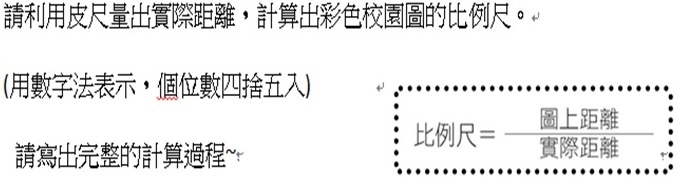 請利用皮尺量出實際距離，計算出彩色校園圖的比例尺。
(用數字法表示，個位數四捨五入)
比例尺＝圖上距離
實際距離
請寫出完整的計算過程~